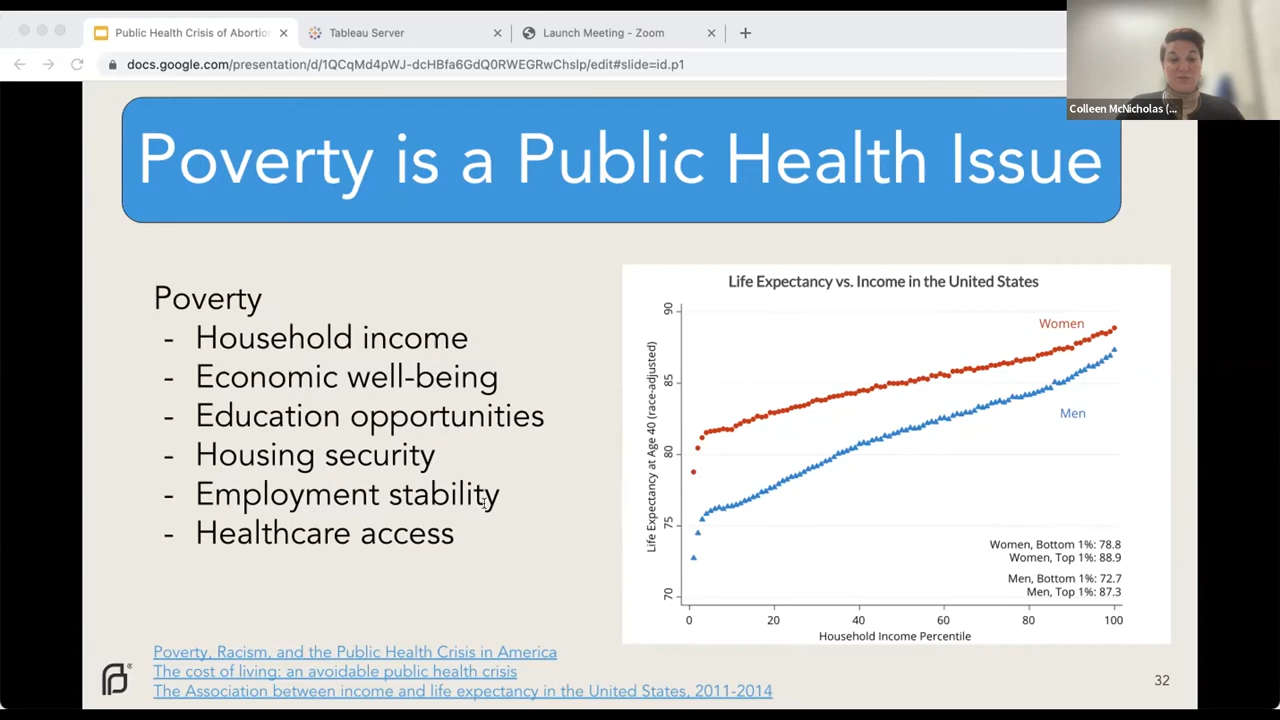 Public Health Crisis of Abortion
Tableau Server
Launch Meeting - Zoom
docs.google.com/presentation/d/1QCqMd4pWJ-dcHBfa6GdQ0RWEGRwChslp/edit#slide=id.p1
Colleen McNicholas (...
Poverty is a Public Health Issue
Poverty
- Household income
- Economic well-being
- Education opportunities
- Housing security
- Employment stability
- Healthcare access
Life Expectancy vs. Income in the United States
Life Expectancy at Age 40 (race-adjusted)
90
85
80
75
70
Women
Men
Women, Bottom 1%: 78.8
Women, Top 1%: 88.9
Men, Bottom 1%: 72.7
Men, Top 1%: 87.3
0 20 40 60 80 100
Household Income Percentile
Poverty, Racism, and the Public Health Crisis in America
The cost of living: an avoidable public health crisis
The Association between income and life expectancy in the United States, 2011-2014
32